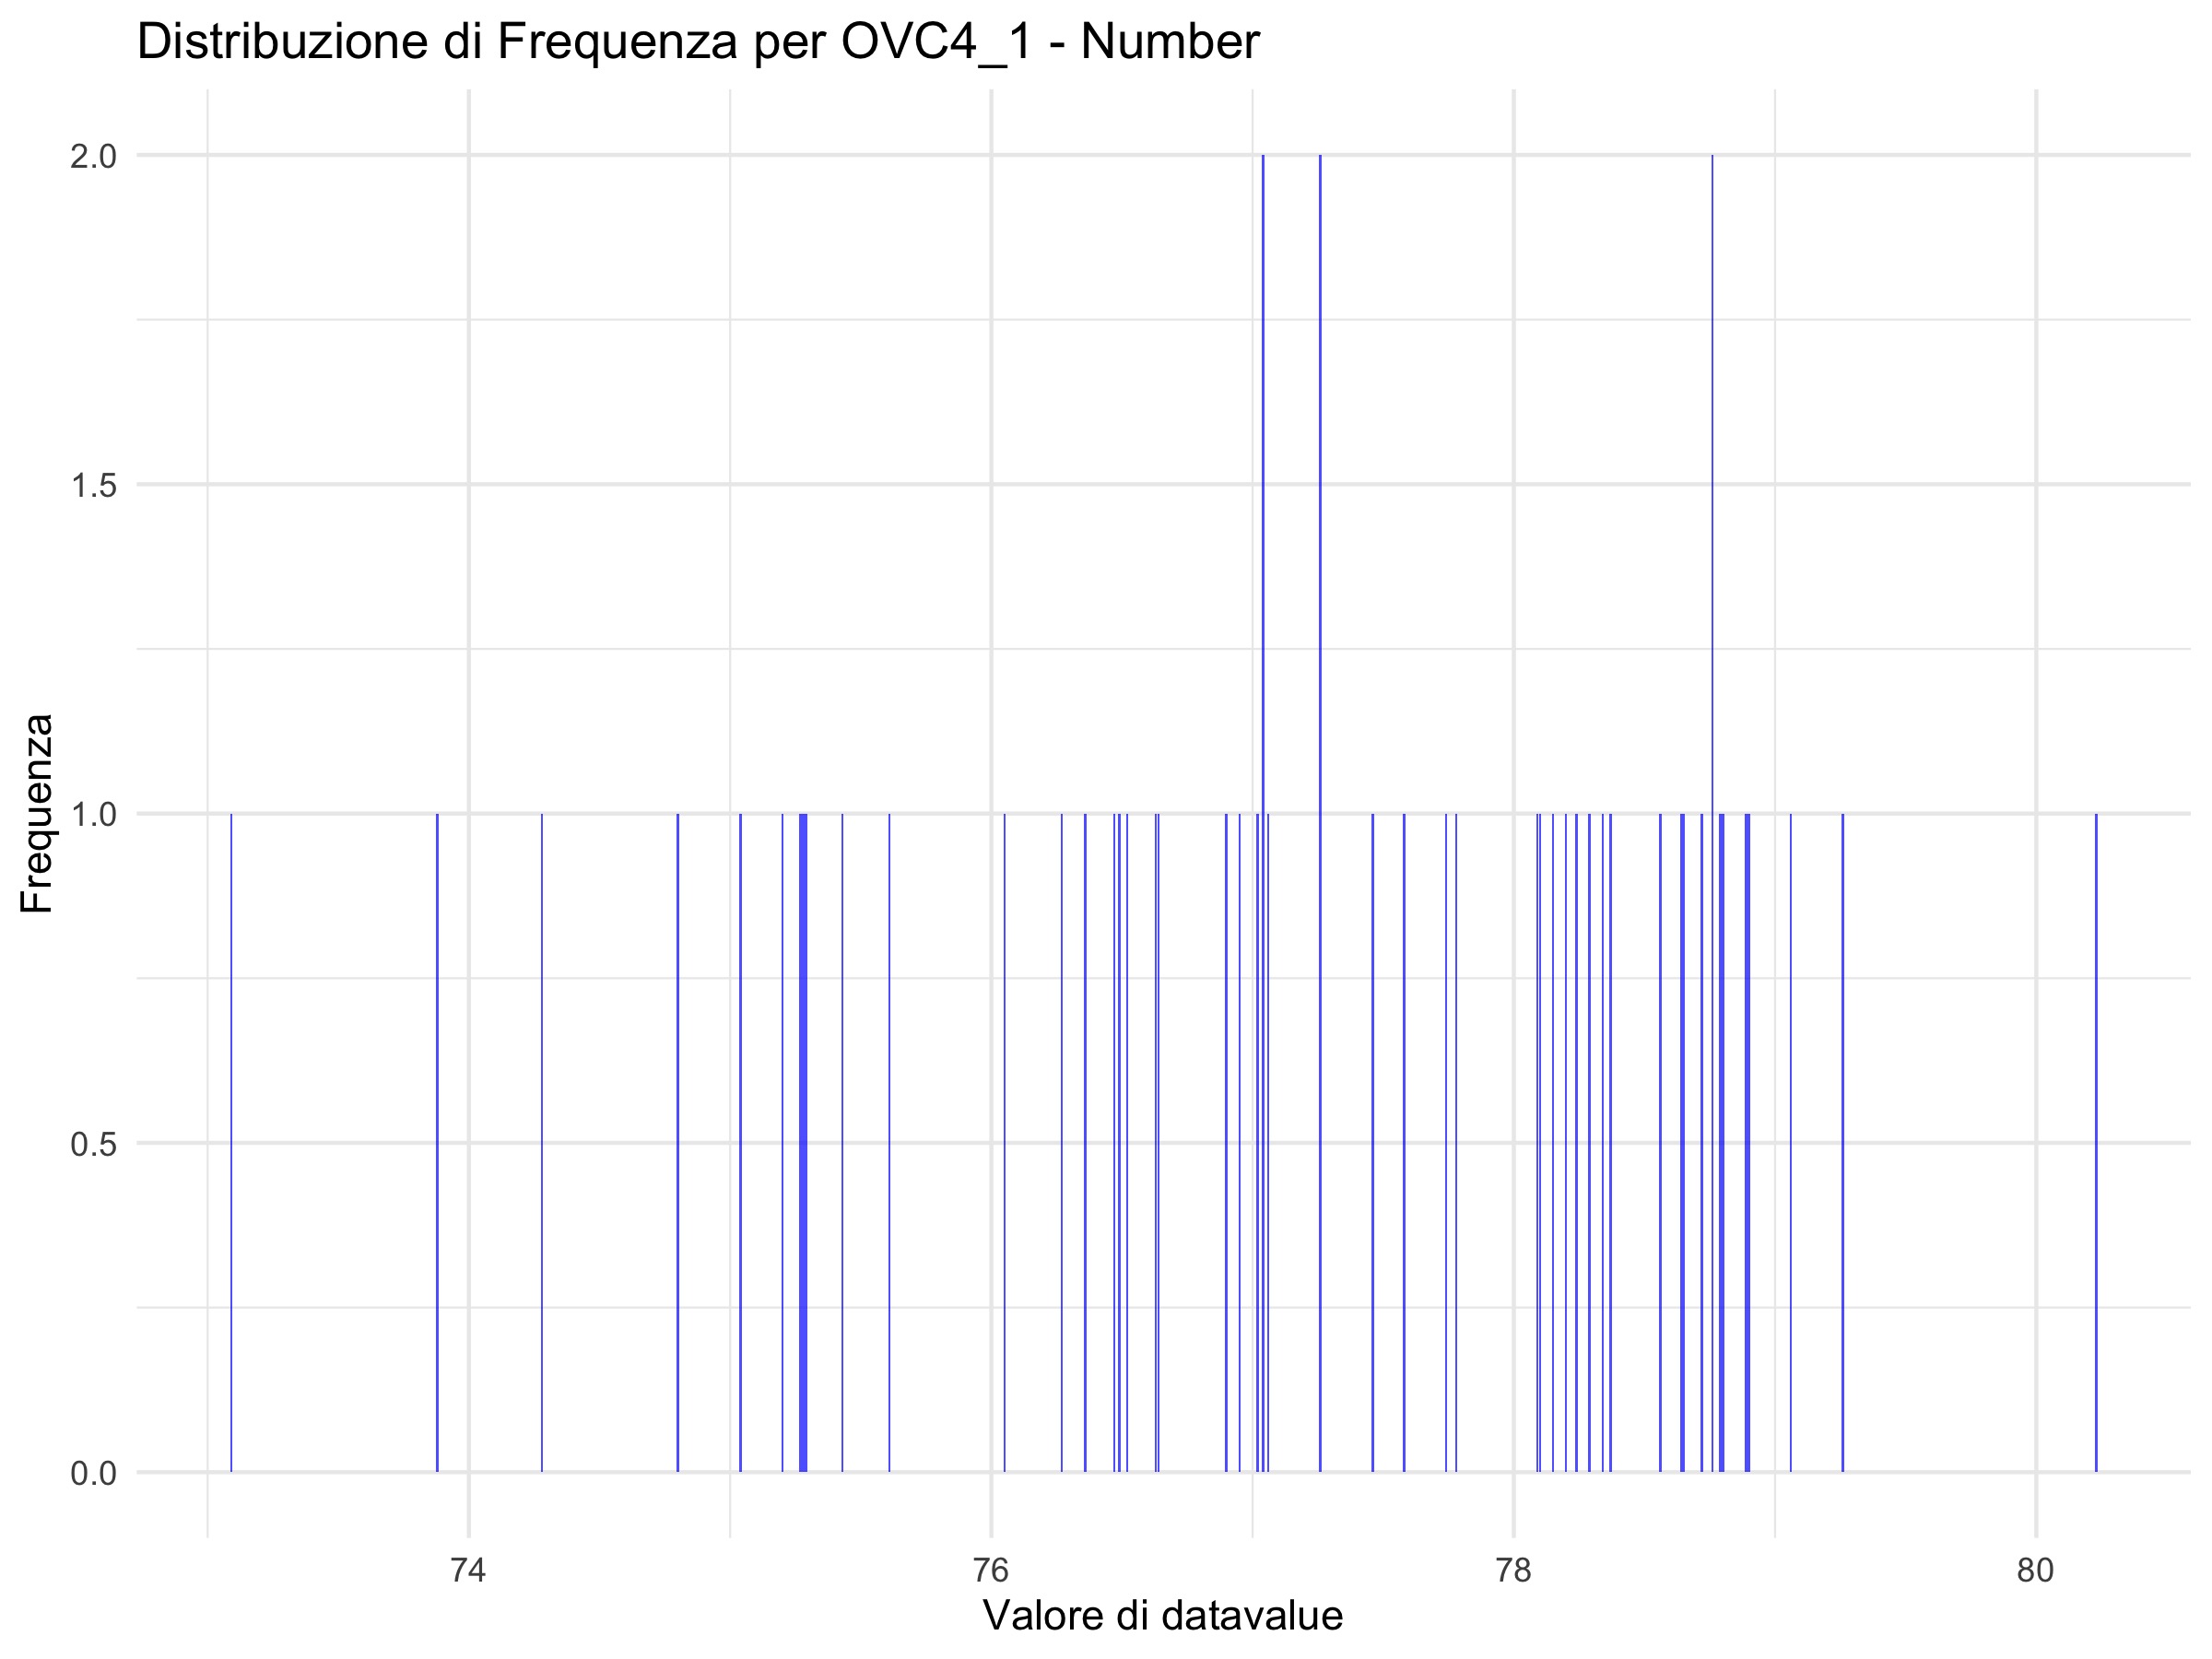 Distribuzione di Frequenza per OVC4_1 - Number
2.0
1.5
1.0
0.5
0.0
Frequenza
74 76 78 80
Valore di datavalue